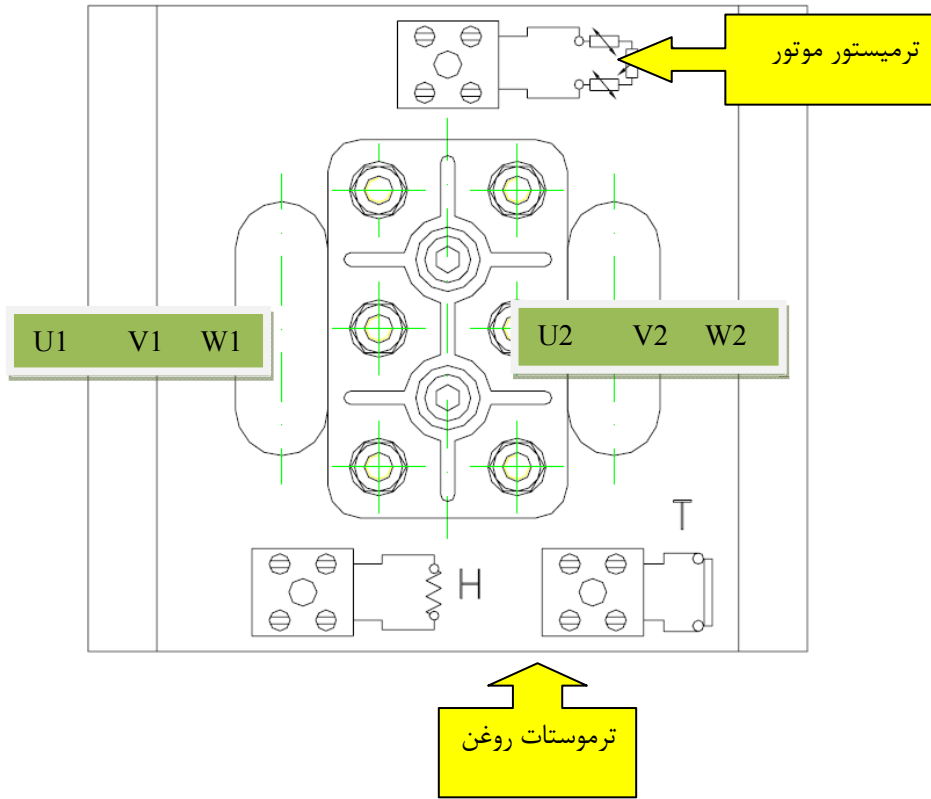 ترمیستور موتور
U1 V1 W1
U2 V2 W2
T
H
ترموستات روغن